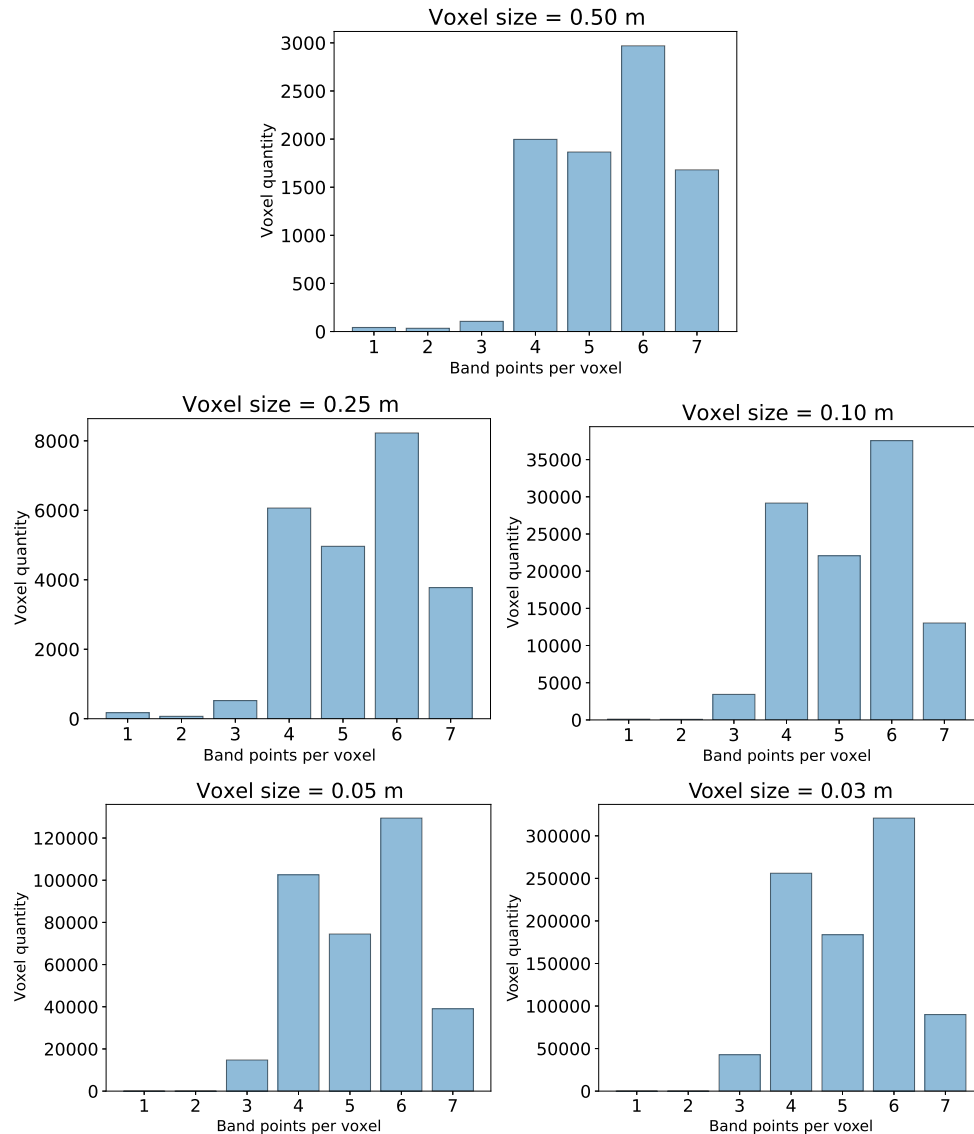 Voxel size = 0.50 m
3000
2500
2000
1500
1000
500
0
Voxel quantity
1 2 3 4 5 6 7
Band points per voxel
Voxel size = 0.25 m
8000
6000
4000
2000
0
Voxel quantity
1 2 3 4 5 6 7
Band points per voxel
Voxel size = 0.10 m
35000
30000
25000
20000
15000
10000
5000
0
Voxel quantity
1 2 3 4 5 6 7
Band points per voxel
Voxel size = 0.05 m
120000
100000
80000
60000
40000
20000
0
Voxel quantity
1 2 3 4 5 6 7
Band points per voxel
Voxel size = 0.03 m
300000
250000
200000
150000
100000
50000
0
Voxel quantity
1 2 3 4 5 6 7
Band points per voxel